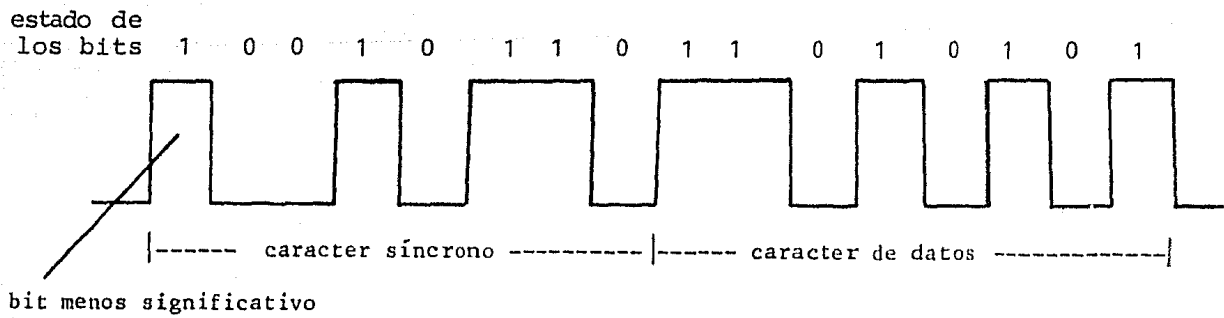 estado de
los bits 1 0 0 1 0 1 1 0 1 1 0 1 0 1 0 1
|------ caracter síncrono ----------|------ caracter de datos -------------|
bit menos significativo